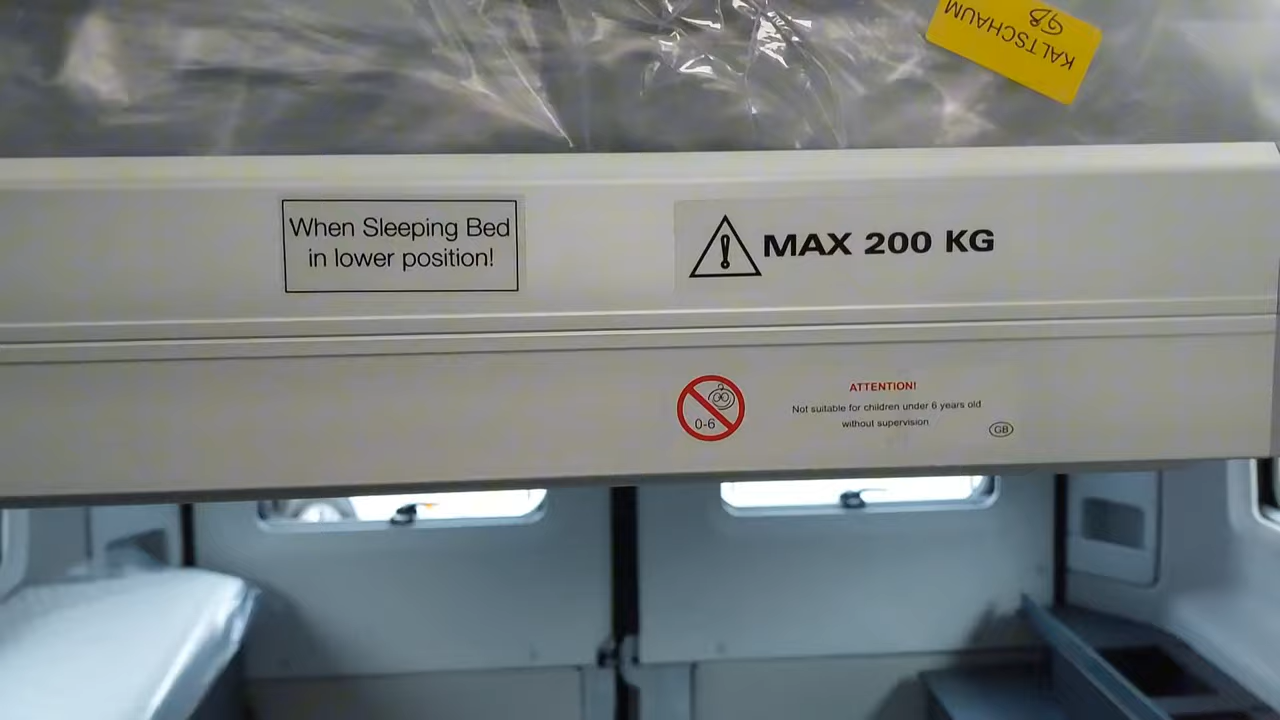 KALTSCHAUM
GB
When Sleeping Bed
in lower position!
MAX 200 KG
0-6
ATTENTION!
Not suitable for children under 6 years old
without supervision
GB